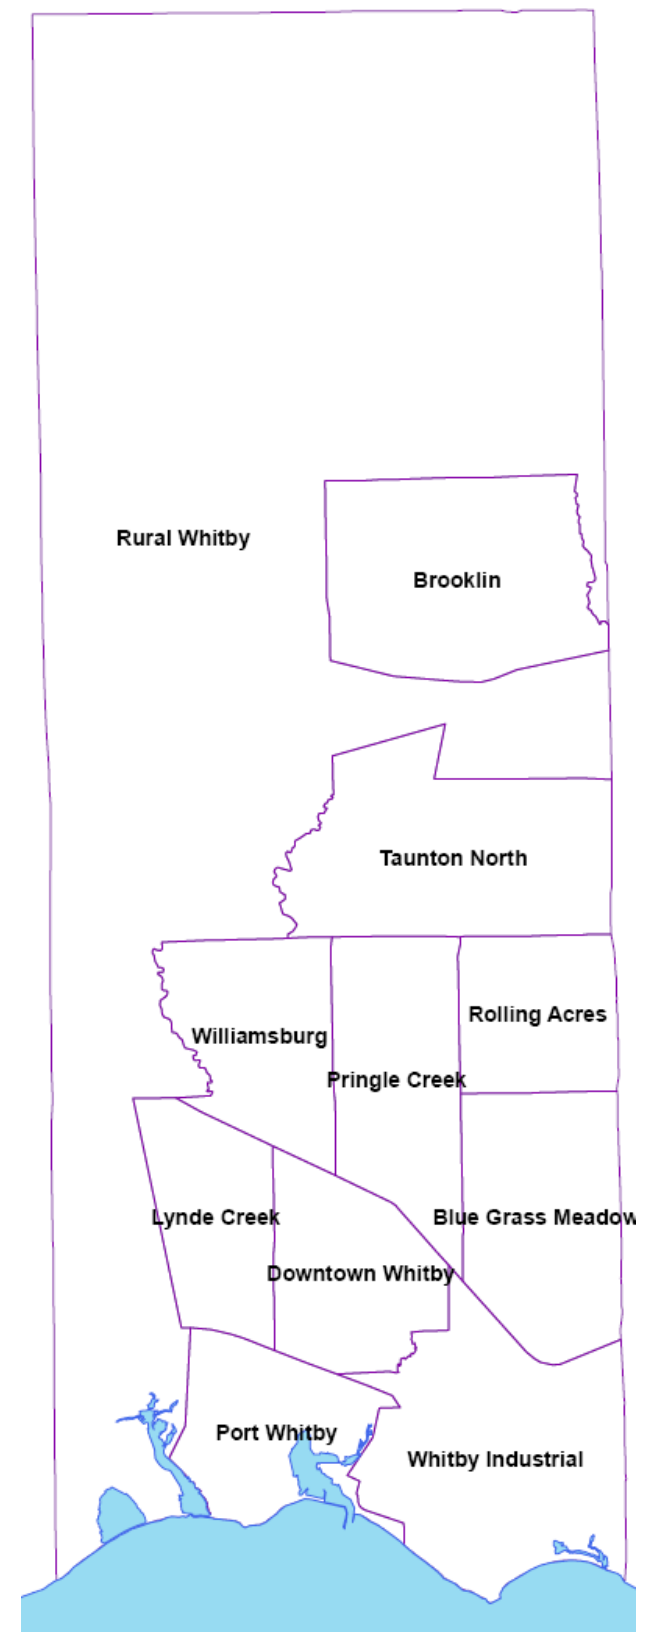 Rural Whitby
Brooklin
Taunton North
Rolling Acres
Williamsburg
Pringle Creek
Lynde Creek
Blue Grass Meadow
Downtown Whitby
Port Whitby
Whitby Industrial